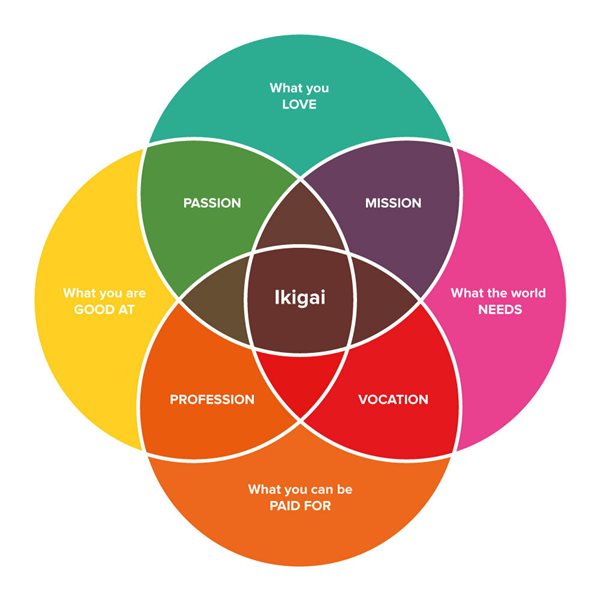 What you
LOVE
PASSION
MISSION
What you are
GOOD AT
Ikigai
What the world
NEEDS
PROFESSION
VOCATION
What you can be
PAID FOR